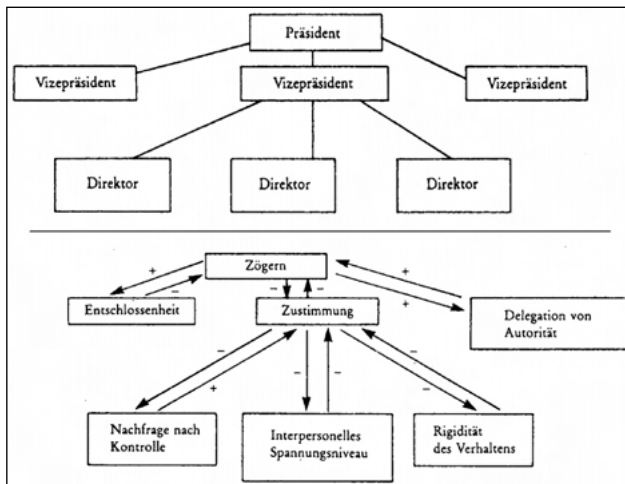 Präsident
Vizepräsident
Vizepräsident
Vizepräsident
Direktor
Direktor
Direktor
Zögern
+
-
-
-
+
+
Entschlossenheit
Zustimmung
Delegation von
Autorität
-
+
-
-
-
-
Nachfrage nach
Kontrolle
Interpersonelles
Spannungsniveau
Rigidität
des Verhaltens